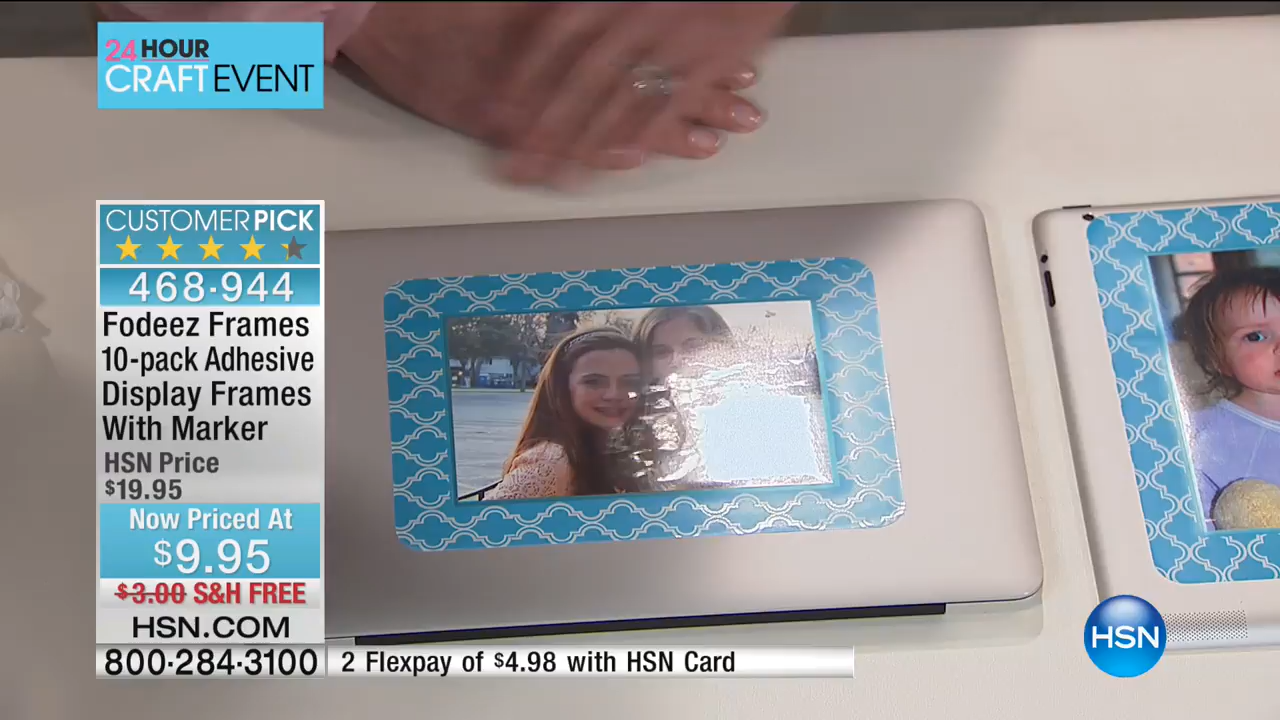 24 HOUR
CRAFT EVENT
CUSTOMER PICK
468·944
Fodeez Frames
10-pack Adhesive
Display Frames
With Marker
HSN Price
$19.95
Now Priced At
$9.95
$3.00 S&H FREE
HSN.COM
800·284·3100
2 Flexpay of $4.98 with HSN Card
HSN